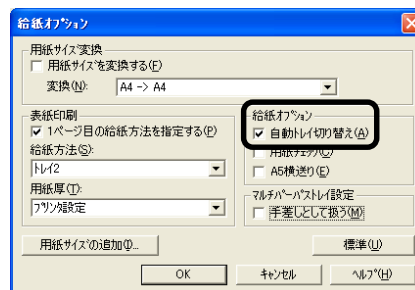 給紙ｵﾌﾟｼｮﾝ
用紙ｻｲｽﾞ変換
用紙ｻｲｽﾞを変換する(F)
変換(N):
A4 -> A4
表紙印刷
1ﾍﾟｰｼﾞ目の給紙方法を指定する(P)
給紙方法(S):
ﾄﾚｲ2
用紙厚(T):
ﾌﾟﾘﾝﾀ設定
給紙ｵﾌﾟｼｮﾝ
自動ﾄﾚｲ切り替え(A)
用紙ﾁｪｯｸ(C)
A5横送り(E)
ﾏﾙﾁﾊﾟｰﾊﾟｽﾄﾚｲ設定
手差しとして扱う(M)
用紙ｻｲｽﾞの追加(I)...
標準(U)
OK
ｷｬﾝｾﾙ
ﾍﾙﾌﾟ(H)